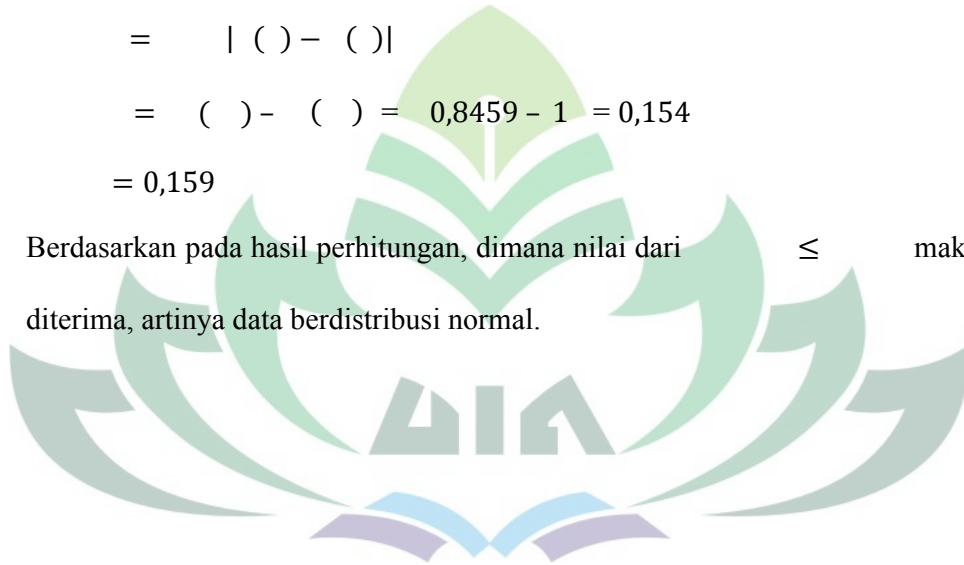 = | ( ) − ( )|
= ( ) – ( ) = 0,8459 – 1 = 0,154
= 0,159
Berdasarkan pada hasil perhitungan, dimana nilai dari ≤ mak
diterima, artinya data berdistribusi normal.
UIN